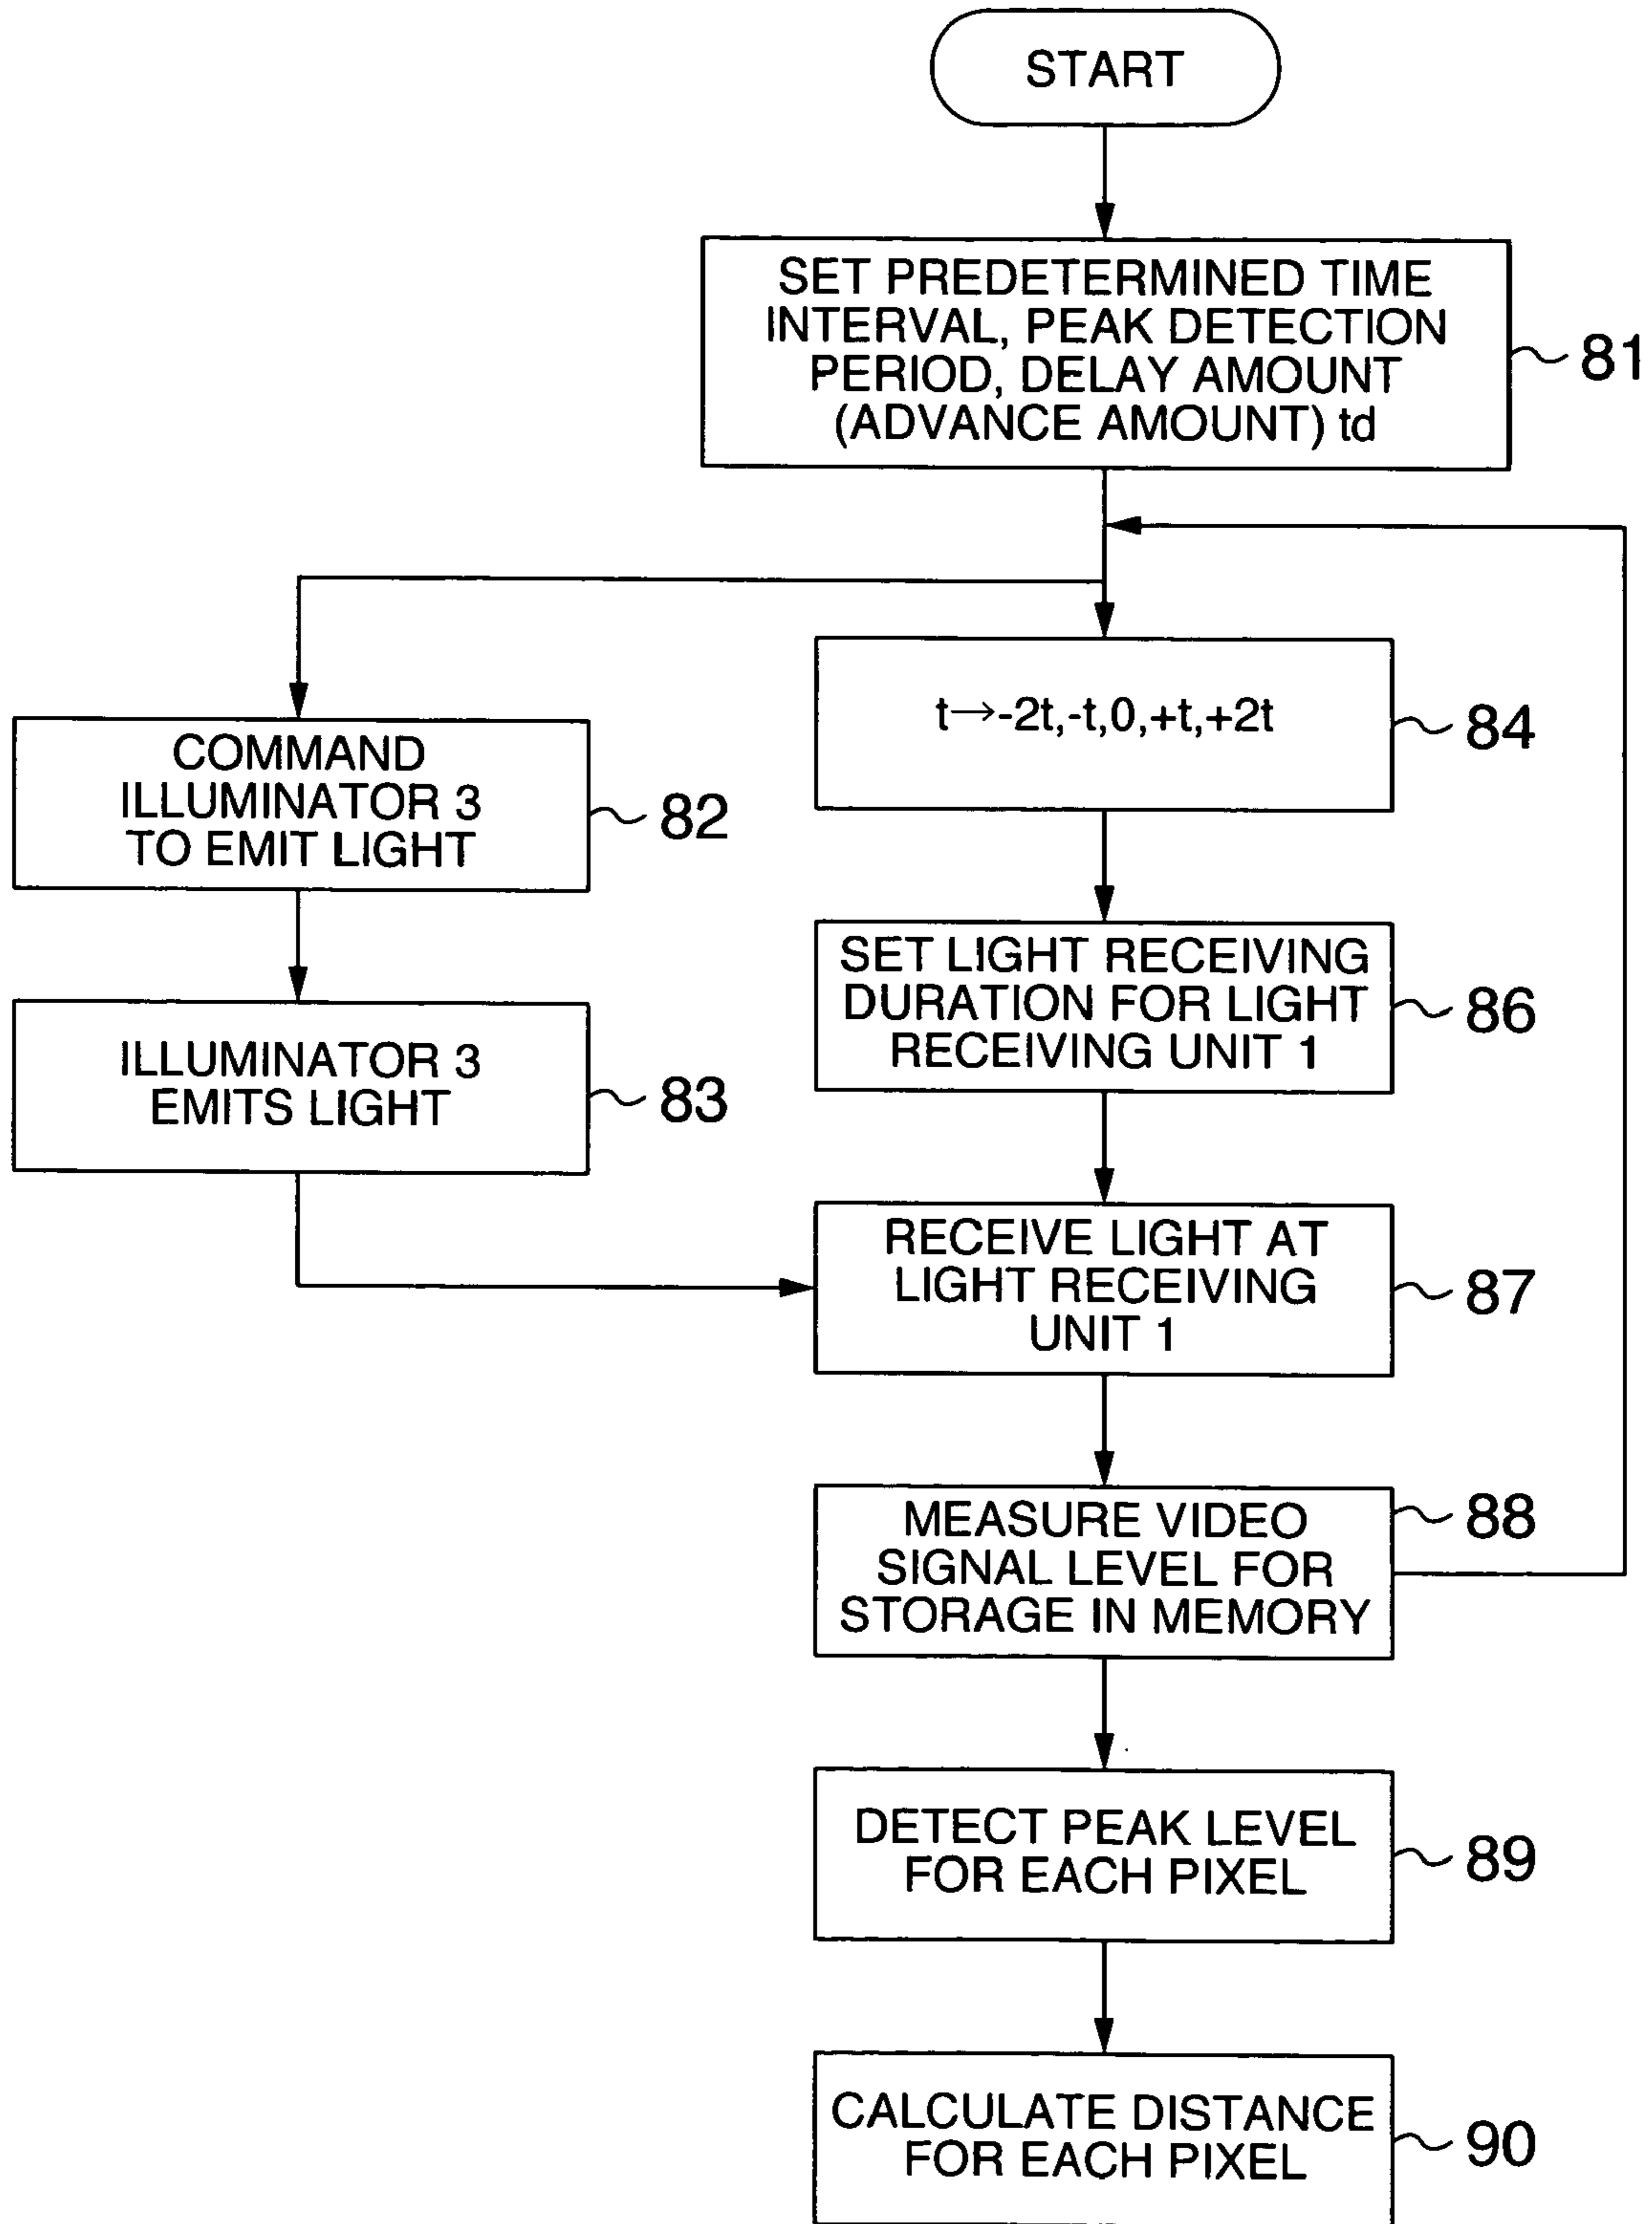 START
SET PREDETERMINED TIME
INTERVAL, PEAK DETECTION
PERIOD, DELAY AMOUNT
(ADVANCE AMOUNT) td
81
COMMAND
ILLUMINATOR 3
TO EMIT LIGHT
82
ILLUMINATOR 3
EMITS LIGHT
83
t→-2t,-t,0,+t,+2t
84
SET LIGHT RECEIVING
DURATION FOR LIGHT
RECEIVING UNIT 1
86
RECEIVE LIGHT AT
LIGHT RECEIVING
UNIT 1
87
MEASURE VIDEO
SIGNAL LEVEL FOR
STORAGE IN MEMORY
88
DETECT PEAK LEVEL
FOR EACH PIXEL
89
CALCULATE DISTANCE
FOR EACH PIXEL
90